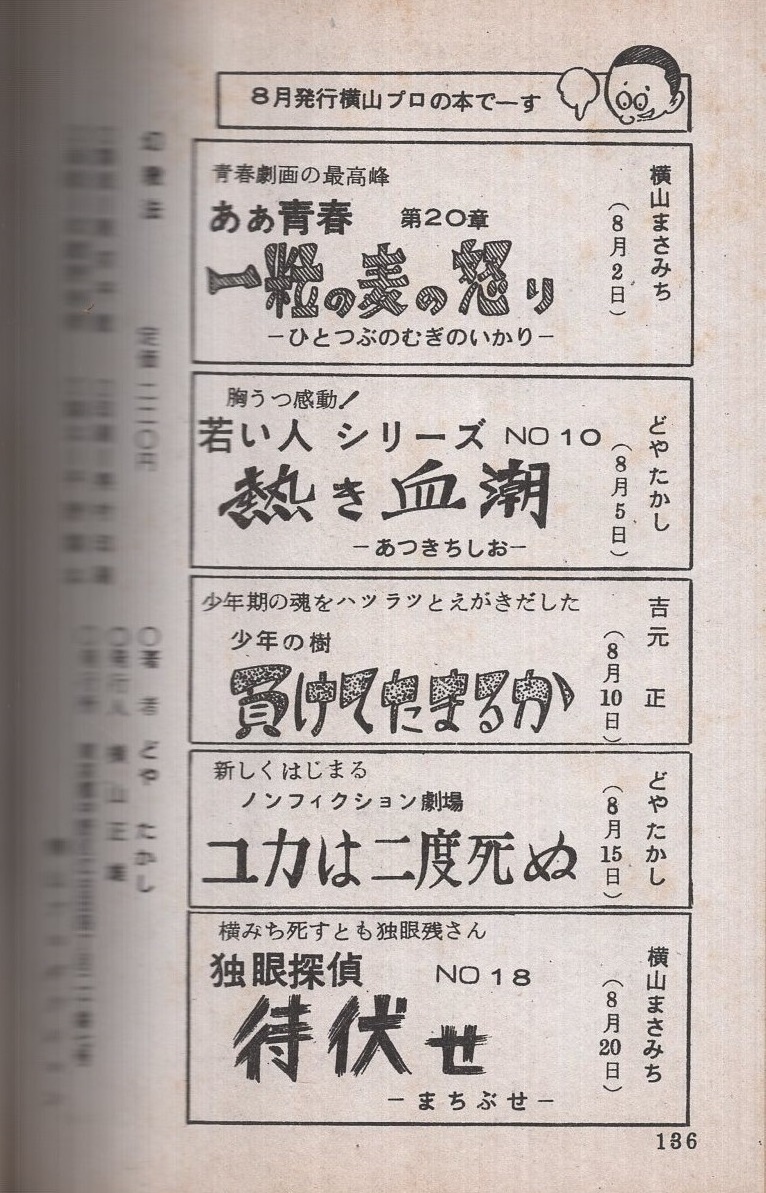 8月発行横山プロの本でーす
横山まさみち
（8月2日）
青春劇画の最高峰
あぁ青春 第20章
一粒の麦の怒り
−ひとつぶのむぎのいかり−
どやたかし
（8月5日）
胸うつ感動！
若い人 シリーズ NO10
熱き血潮
−あつきちしお−
吉元 正
（8月10日）
少年期の魂をハツラツとえがきだした
少年の樹
負けてたまるか
どやたかし
（8月15日）
新しくはじまる
ノンフィクション劇場
ユカは二度死ぬ
横山まさみち
（8月20日）
横みち死すとも独眼残さん
独眼探偵 NO18
待伏せ
−まちぶせ−
136
定価二二〇円
〇著者 どや たかし
〇発行人 横山正